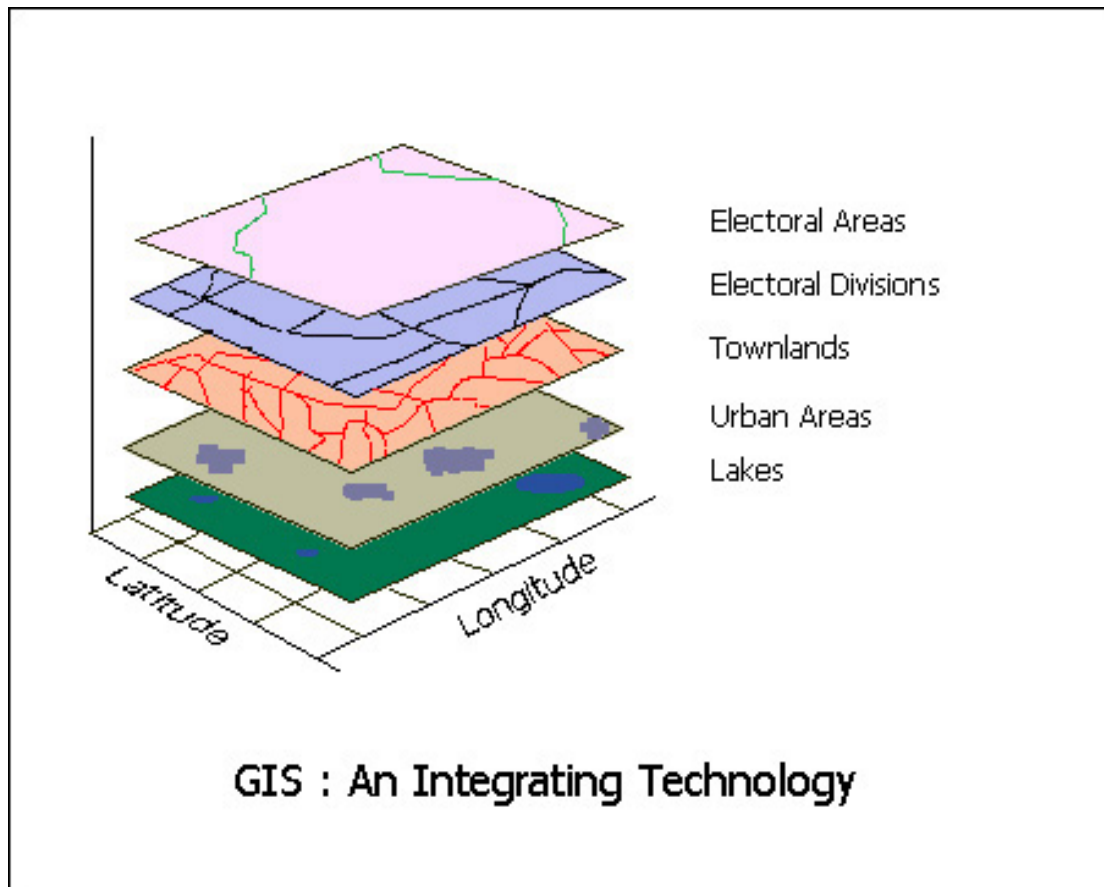 Electoral Areas
Electoral Divisions
Townlands
Urban Areas
Lakes
Latitude
Longitude
GIS : An Integrating Technology